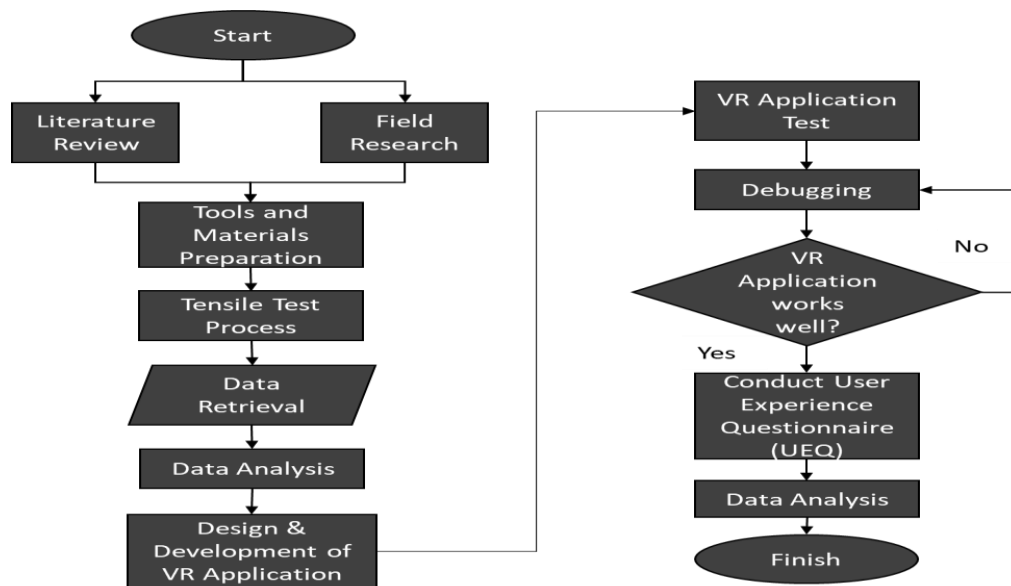 Start
Literature
Review
Field
Research
Tools and
Materials
Preparation
Tensile Test
Process
Data
Retrieval
Data Analysis
Design &
Development of
VR Application
VR Application
Test
Debugging
VR
Application
works
well?
No
Yes
Conduct User
Experience
Questionnaire
(UEQ)
Data Analysis
Finish